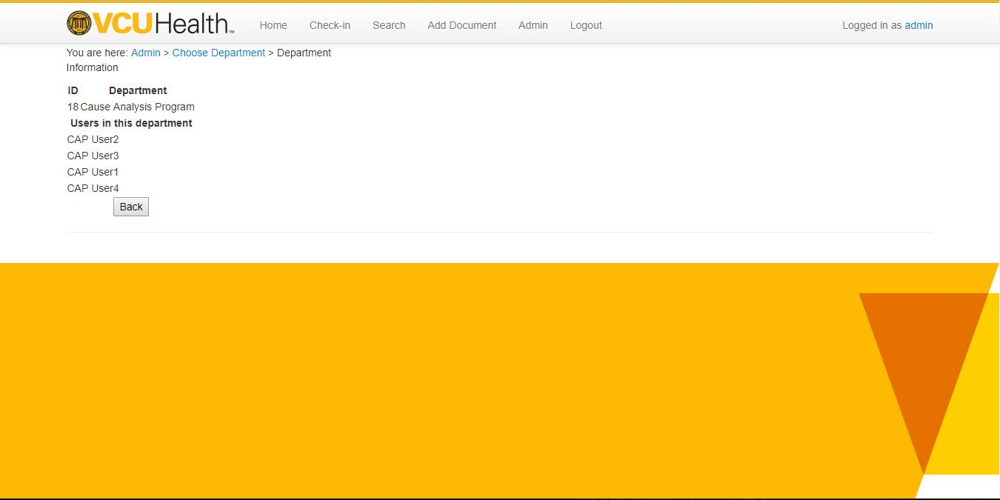 VCUHealth™ Home Check-in Search Add Document Admin Logout Logged in as admin
You are here: Admin > Choose Department > Department
Information
ID Department
18 Cause Analysis Program
Users in this department
CAP User2
CAP User3
CAP User1
CAP User4
Back